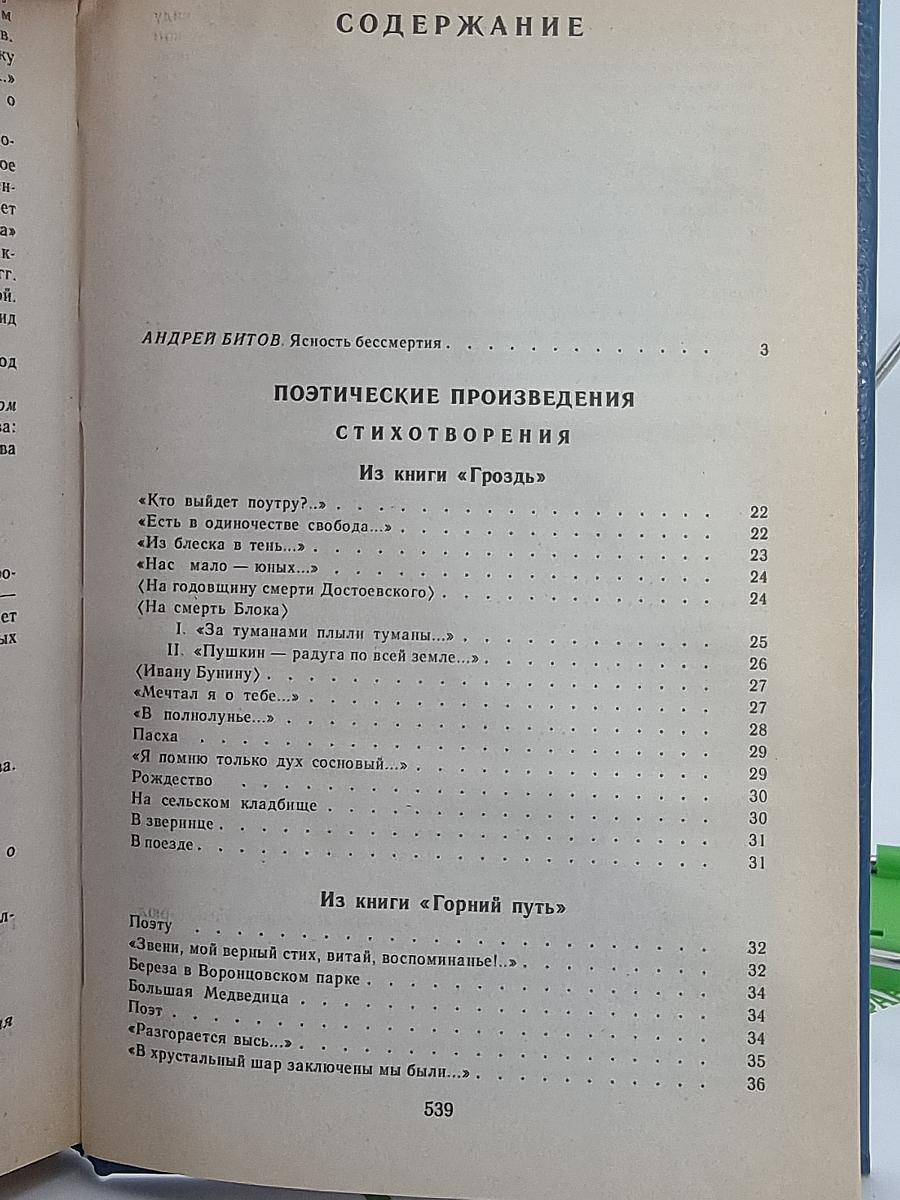 СОДЕРЖАНИЕ
АНДРЕЙ БИТОВ. Ясность бессмертия . . . . . . . . . . . . . 3
ПОЭТИЧЕСКИЕ ПРОИЗВЕДЕНИЯ
СТИХОТВОРЕНИЯ
Из книги «Гроздь»
«Кто выйдет поутру?..» . . . . . . . . . . . . . . . . . . 22
«Есть в одиночестве свобода...» . . . . . . . . . . . . . . 22
«Из блеска в тень...» . . . . . . . . . . . . . . . . . . 23
«Нас мало — юных...» . . . . . . . . . . . . . . . . . . 24
⟨На годовщину смерти Достоевского⟩ . . . . . . . . . . . . 24
⟨На смерть Блока⟩
I. «За туманами плыли туманы...» . . . . . . . . . . . 25
II. «Пушкин — радуга по всей земле...» . . . . . . . . . . 26
⟨Ивану Бунину⟩ . . . . . . . . . . . . . . . . . . . . 27
«Мечтал я о тебе...» . . . . . . . . . . . . . . . . . . 27
«В полнолунье...» . . . . . . . . . . . . . . . . . . . 28
Пасха . . . . . . . . . . . . . . . . . . . . . . . 29
«Я помню только дух сосновый...» . . . . . . . . . . . . . 29
Рождество . . . . . . . . . . . . . . . . . . . . . 30
На сельском кладбище . . . . . . . . . . . . . . . . . 30
В зверинце . . . . . . . . . . . . . . . . . . . . . 31
В поезде . . . . . . . . . . . . . . . . . . . . . . 31
Из книги «Горний путь»
Поэту . . . . . . . . . . . . . . . . . . . . . . . 32
«Звени, мой верный стих, витай, воспоминанье!..» . . . . . . . 32
Береза в Воронцовском парке . . . . . . . . . . . . . . . 34
Большая Медведица . . . . . . . . . . . . . . . . . . 34
Поэт . . . . . . . . . . . . . . . . . . . . . . . 34
«Разгорается высь...» . . . . . . . . . . . . . . . . . . 35
«В хрустальный шар заключены мы были...» . . . . . . . . . . 36
539